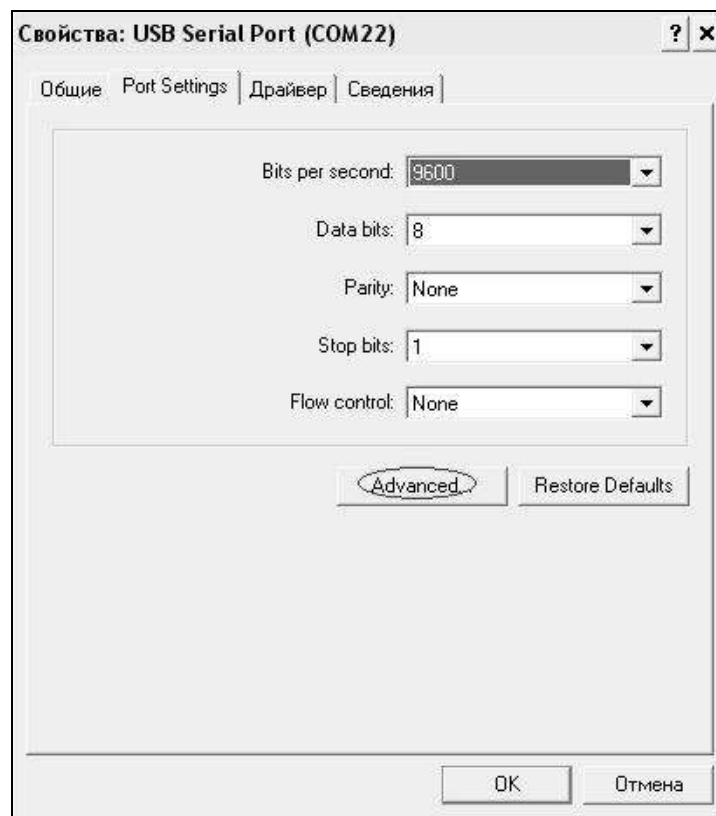 Свойства: USB Serial Port (COM22)
Общие Port Settings Драйвер Сведения
Bits per second: 9600
Data bits: 8
Parity: None
Stop bits: 1
Flow control: None
Advanced... Restore Defaults
OK Отмена